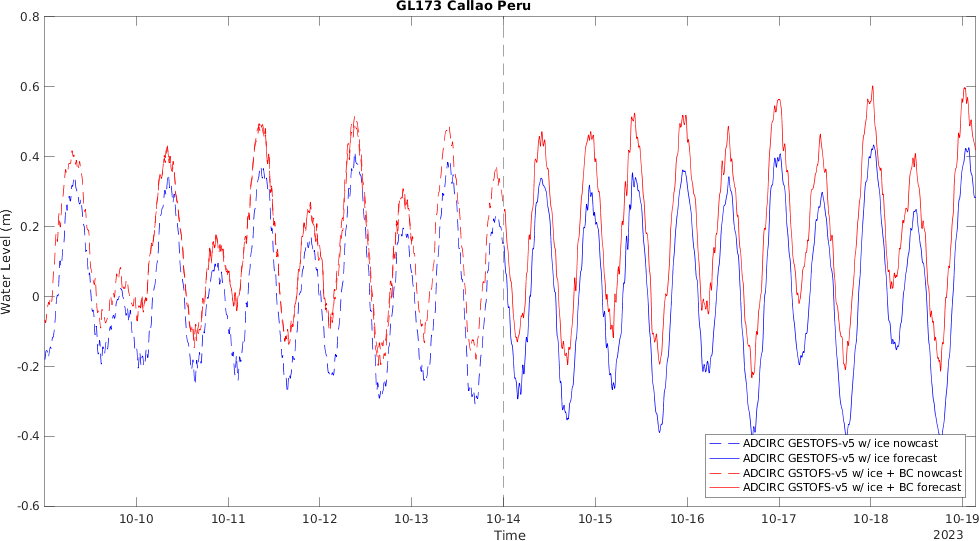 GL173 Callao Peru
0.8
0.6
0.4
0.2
0
-0.2
-0.4
-0.6
Water Level (m)
ADCIRC GESTOFS-v5 w/ ice nowcast
ADCIRC GESTOFS-v5 w/ ice forecast
ADCIRC GSTOFS-v5 w/ ice + BC nowcast
ADCIRC GSTOFS-v5 w/ ice + BC forecast
10-10 10-11 10-12 10-13 10-14 10-15 10-16 10-17 10-18 10-19
Time
2023